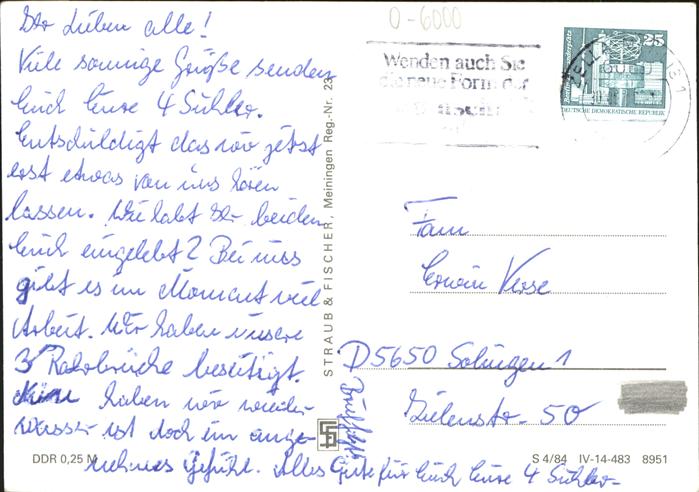 Ihr Lieben alle!
Viele sonnige Grüße senden
Euch Eure 4 Suhler.
Entschuldigt das wir jetzt
erst etwas von uns hören
lassen. Wie habt Ihr beiden
Euch eingelebt? Bei uns
gibt es im Moment viel
Arbeit. Wir haben unsere
3 Rohrbrüche beseitigt.
haben wir wieder
Wasser ist doch ein ange-
nehmes Gefühl. Alles Gute für Euch Eure 4 Suhler-
DDR 0,25 M
STRAUB & FISCHER, Meiningen Reg.-Nr. 23
0-6000
Wenden auch Sie
die neue Form der
25
DEUTSCHE DEMOKRATISCHE REPUBLIK
Fam
Erwin Kesse
D5650 Solingen 1
50
S 4/84 IV-14-483 8951